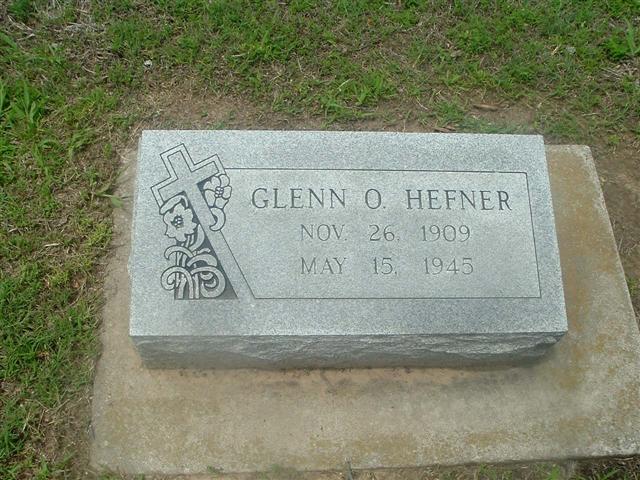 GLENN O. HEFNER
NOV. 26, 1909
MAY 15, 1945